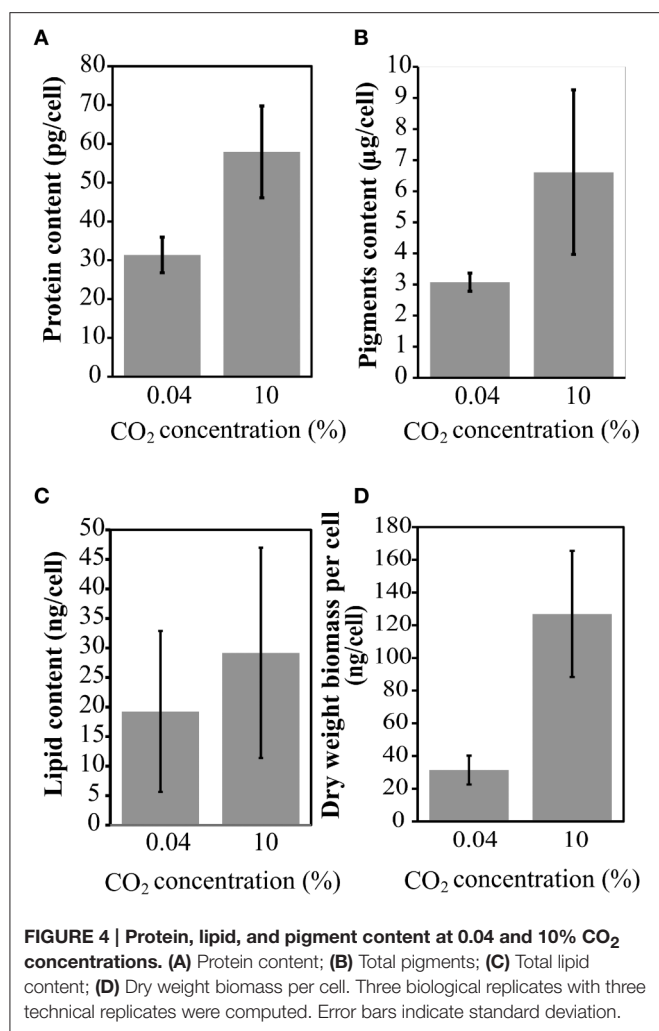 A
Protein content (pg/cell)
80
70
60
50
40
30
20
10
0
0.04 10
CO₂ concentration (%)
B
Pigments content (µg/cell)
10
9
8
7
6
5
4
3
2
1
0
0.04 10
CO₂ concentration (%)
C
Lipid content (ng/cell)
50
45
40
35
30
25
20
15
10
5
0
0.04 10
CO₂ concentration (%)
D
Dry weight biomass per cell
(ng/cell)
180
160
140
120
100
80
60
40
20
0
0.04 10
CO₂ concentration (%)
FIGURE 4 | Protein, lipid, and pigment content at 0.04 and 10% CO₂
concentrations. (A) Protein content; (B) Total pigments; (C) Total lipid
content; (D) Dry weight biomass per cell. Three biological replicates with three
technical replicates were computed. Error bars indicate standard deviation.